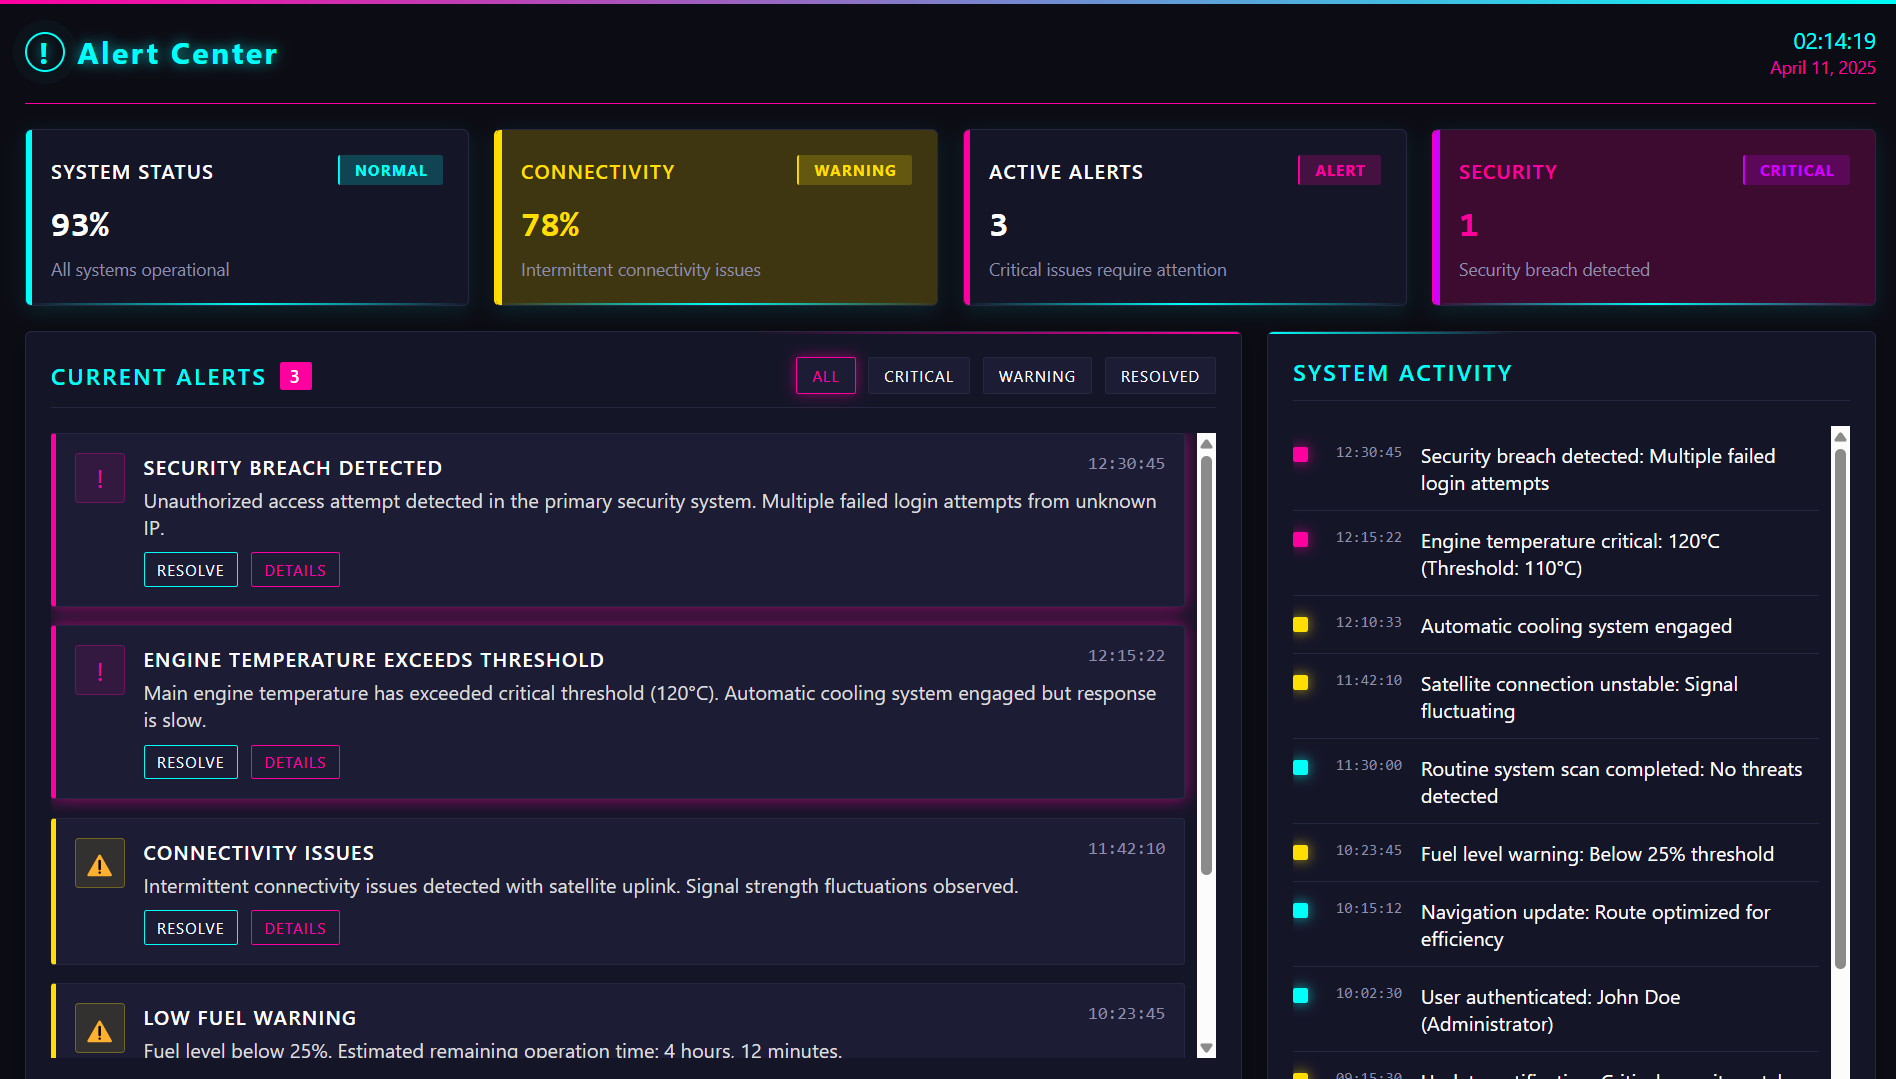 ! Alert Center
02:14:19
April 11, 2025
SYSTEM STATUS
NORMAL
93%
All systems operational
CONNECTIVITY
WARNING
78%
Intermittent connectivity issues
ACTIVE ALERTS
ALERT
3
Critical issues require attention
SECURITY
CRITICAL
1
Security breach detected
CURRENT ALERTS 3
ALL
CRITICAL
WARNING
RESOLVED
!
SECURITY BREACH DETECTED
12:30:45
Unauthorized access attempt detected in the primary security system. Multiple failed login attempts from unknown
IP.
RESOLVE
DETAILS
!
ENGINE TEMPERATURE EXCEEDS THRESHOLD
12:15:22
Main engine temperature has exceeded critical threshold (120°C). Automatic cooling system engaged but response
is slow.
RESOLVE
DETAILS
CONNECTIVITY ISSUES
11:42:10
Intermittent connectivity issues detected with satellite uplink. Signal strength fluctuations observed.
RESOLVE
DETAILS
LOW FUEL WARNING
10:23:45
Fuel level below 25%. Estimated remaining operation time: 4 hours, 12 minutes.
SYSTEM ACTIVITY
12:30:45
Security breach detected: Multiple failed
login attempts
12:15:22
Engine temperature critical: 120°C
(Threshold: 110°C)
12:10:33
Automatic cooling system engaged
11:42:10
Satellite connection unstable: Signal
fluctuating
11:30:00
Routine system scan completed: No threats
detected
10:23:45
Fuel level warning: Below 25% threshold
10:15:12
Navigation update: Route optimized for
efficiency
10:02:30
User authenticated: John Doe
(Administrator)
09:15:30